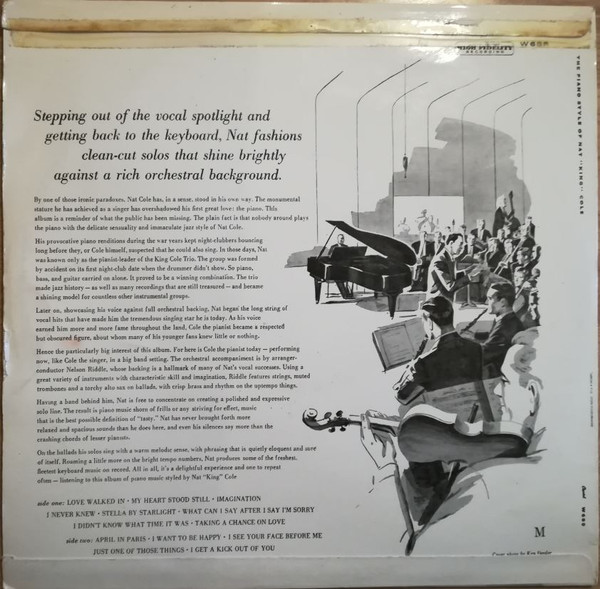 HIGH FIDELITY
RECORDING
W 689
THE PIANO STYLE OF NAT "KING" COLE
Stepping out of the vocal spotlight and
getting back to the keyboard, Nat fashions
clean-cut solos that shine brightly
against a rich orchestral background.
By one of those ironic paradoxes, Nat Cole has, in a sense, stood in his own way. The monumental
stature he has achieved as a singer has overshadowed his first great love: the piano. This
album is a reminder of what the public has been missing. The plain fact is that nobody around plays
the piano with the delicate sensuality and immaculate jazz style of Nat Cole.
His provocative piano renditions during the war years kept night-clubbers bouncing
long before they, or Cole himself, suspected that he could also sing. In those days, Nat
was known only as the pianist-leader of the King Cole Trio. The group was formed
by accident on its first night-club date when the drummer didn't show. So piano,
bass, and guitar carried on alone. It proved to be a winning combination. The trio
made jazz history — as well as many recordings that are still treasured — and became
a shining model for countless other instrumental groups.
Later on, showcasing his voice against full orchestral backing, Nat began the long string of
vocal hits that have made him the tremendous singing star he is today. As his voice
earned him more and more fame throughout the land, Cole the pianist became a respected
but obscured figure, about whom many of his younger fans knew little or nothing.
Hence the particularly big interest of this album. For here is Cole the pianist today — performing
now, like Cole the singer, in a big band setting. The orchestral accompaniment is by arranger-
conductor Nelson Riddle, whose backing is a hallmark of many of Nat's vocal successes. Using a
great variety of instruments with characteristic skill and imagination, Riddle features strings, muted
trombones and a torchy alto sax on ballads, with crisp brass and rhythm on the uptempo things.
Having a band behind him, Nat is free to concentrate on creating a polished and expressive
solo line. The result is piano music shorn of frills or any striving for effect, music
that is the best possible definition of "tasty." Nat has never brought forth more
relaxed and spacious sounds than he does here, and even his silences say more than the
crashing chords of lesser pianists.
On the ballads his solos sing with a warm melodic sense, with phrasing that is quietly eloquent and sure
of itself. Roaming a little more on the bright tempo numbers, Nat produces some of the freshest,
fleetest keyboard music on record. All in all, it's a delightful experience and one to repeat
often — listening to this album of piano music styled by Nat "King" Cole
side one: LOVE WALKED IN · MY HEART STOOD STILL · IMAGINATION
I NEVER KNEW · STELLA BY STARLIGHT · WHAT CAN I SAY AFTER I SAY I'M SORRY
I DIDN'T KNOW WHAT TIME IT WAS · TAKING A CHANCE ON LOVE
side two: APRIL IN PARIS · I WANT TO BE HAPPY · I SEE YOUR FACE BEFORE ME
JUST ONE OF THOSE THINGS · I GET A KICK OUT OF YOU
M
W689
Cover photo by Ken Veeder